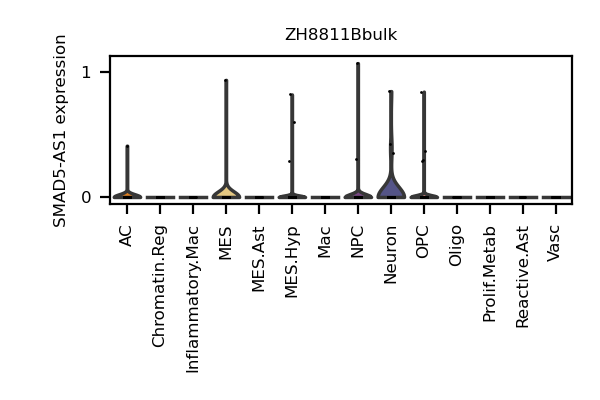 ZH8811Bbulk
SMAD5-AS1 expression
1
0
AC
Chromatin.Reg
Inflammatory.Mac
MES
MES.Ast
MES.Hyp
Mac
NPC
Neuron
OPC
Oligo
Prolif.Metab
Reactive.Ast
Vasc